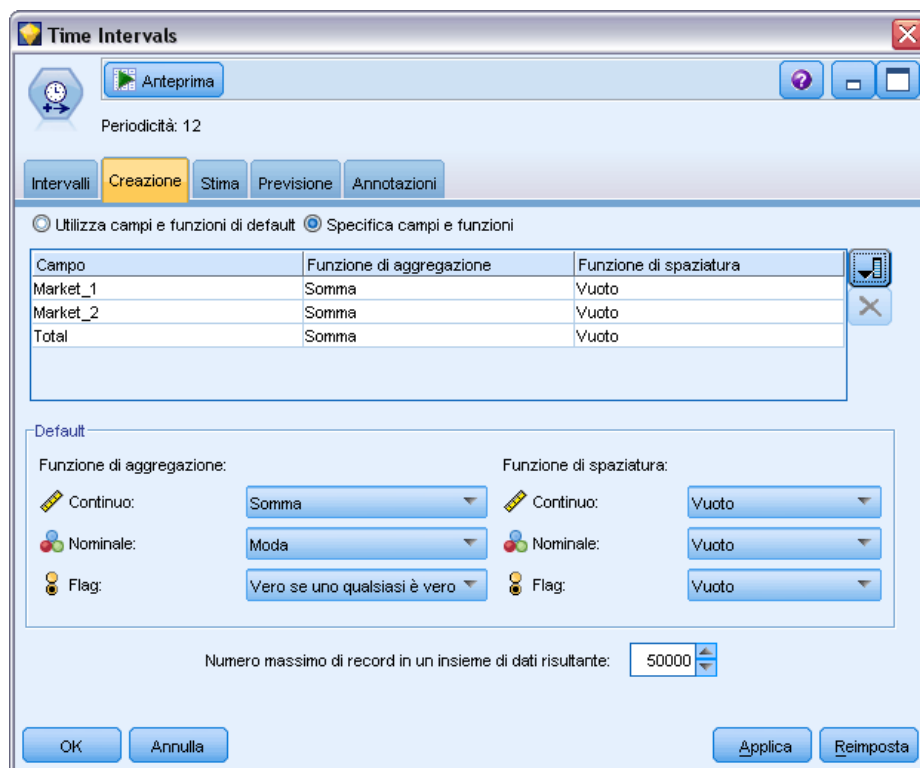 Time Intervals
Anteprima
Periodicità: 12
Intervalli Creazione Stima Previsione Annotazioni
Utilizza campi e funzioni di default Specifica campi e funzioni
Campo Funzione di aggregazione Funzione di spaziatura
Market_1 Somma Vuoto
Market_2 Somma Vuoto
Total Somma Vuoto
Default
Funzione di aggregazione: Funzione di spaziatura:
Continuo: Somma Continuo: Vuoto
Nominale: Moda Nominale: Vuoto
Flag: Vero se uno qualsiasi è vero Flag: Vuoto
Numero massimo di record in un insieme di dati risultante: 50000
OK Annulla Applica Reimposta